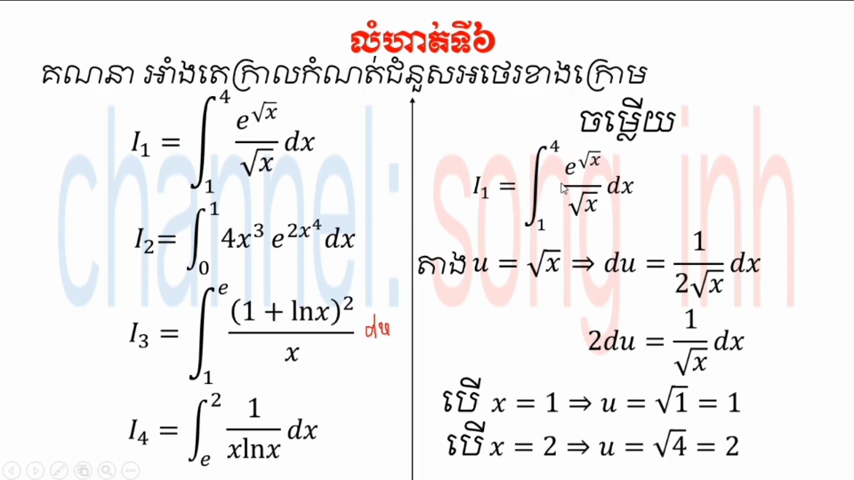 លំហាត់ទី៦
គណនា អាំងតេក្រាលកំណត់ជំនួសអថេរខាងក្រោម
I₁ = ∫₁⁴ e^√x / √x dx
I₂= ∫₀¹ 4x³ e^(2x⁴) dx
I₃ = ∫₁ᵉ (1 + lnx)² / x du
I₄ = ∫ₑ² 1 / xlnx dx
ចម្លើយ
I₁ = ∫₁⁴ e^√x / √x dx
តាង u = √x ⇒ du = 1 / 2√x dx
2du = 1 / √x dx
បើ x = 1 ⇒ u = √1 = 1
បើ x = 2 ⇒ u = √4 = 2
channel: song inh